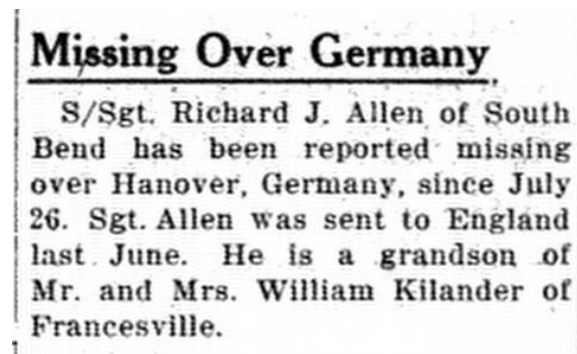 Missing Over Germany
S/Sgt. Richard J. Allen of South
Bend has been reported missing
over Hanover, Germany, since July
26. Sgt. Allen was sent to England
last June. He is a grandson of
Mr. and Mrs. William Kilander of
Francesville.